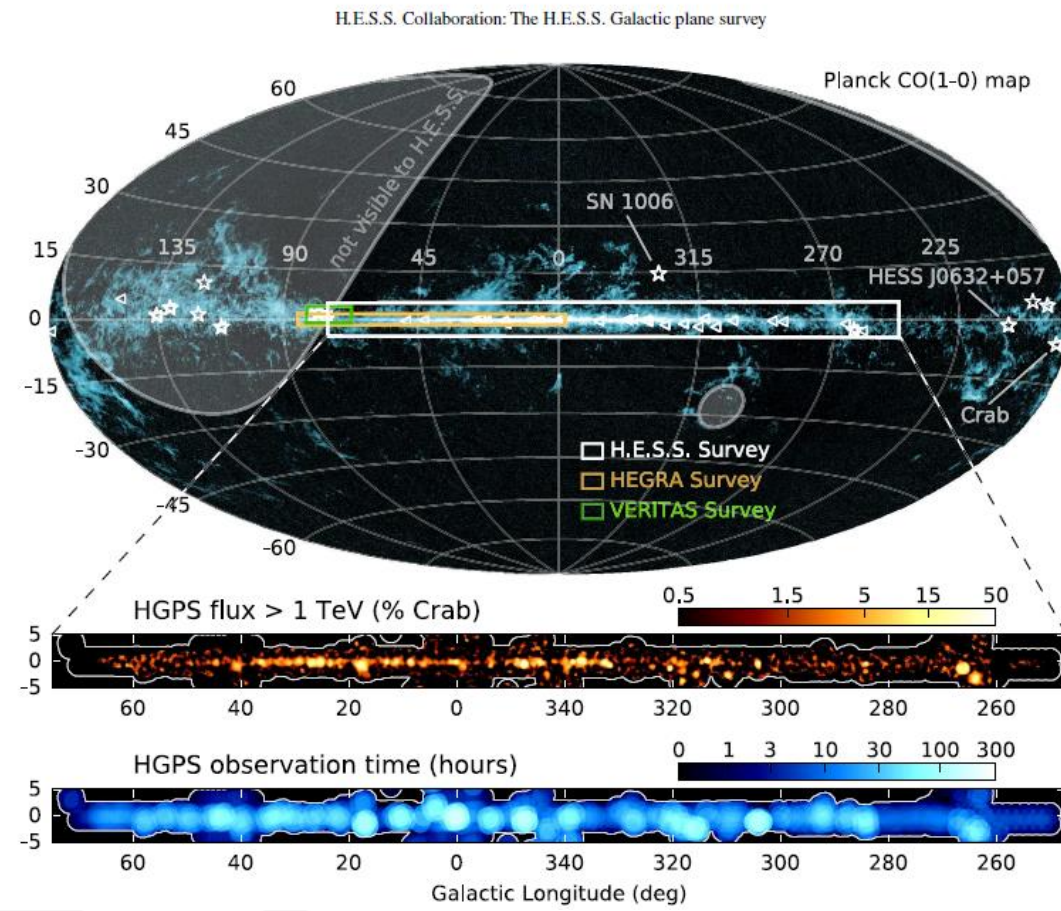 H.E.S.S. Collaboration: The H.E.S.S. Galactic plane survey
Planck CO(1-0) map
60
45
30
15
0
-15
-30
-45
-60
not visible to H.E.S.S.
135
90
45
0
315
270
225
SN 1006
HESS J0632+057
Crab
H.E.S.S. Survey
HEGRA Survey
VERITAS Survey
HGPS flux > 1 TeV (% Crab)
0.5 1.5 5 15 50
5
0
-5
60 40 20 0 340 320 300 280 260
HGPS observation time (hours)
0 1 3 10 30 100 300
5
0
-5
60 40 20 0 340 320 300 280 260
Galactic Longitude (deg)